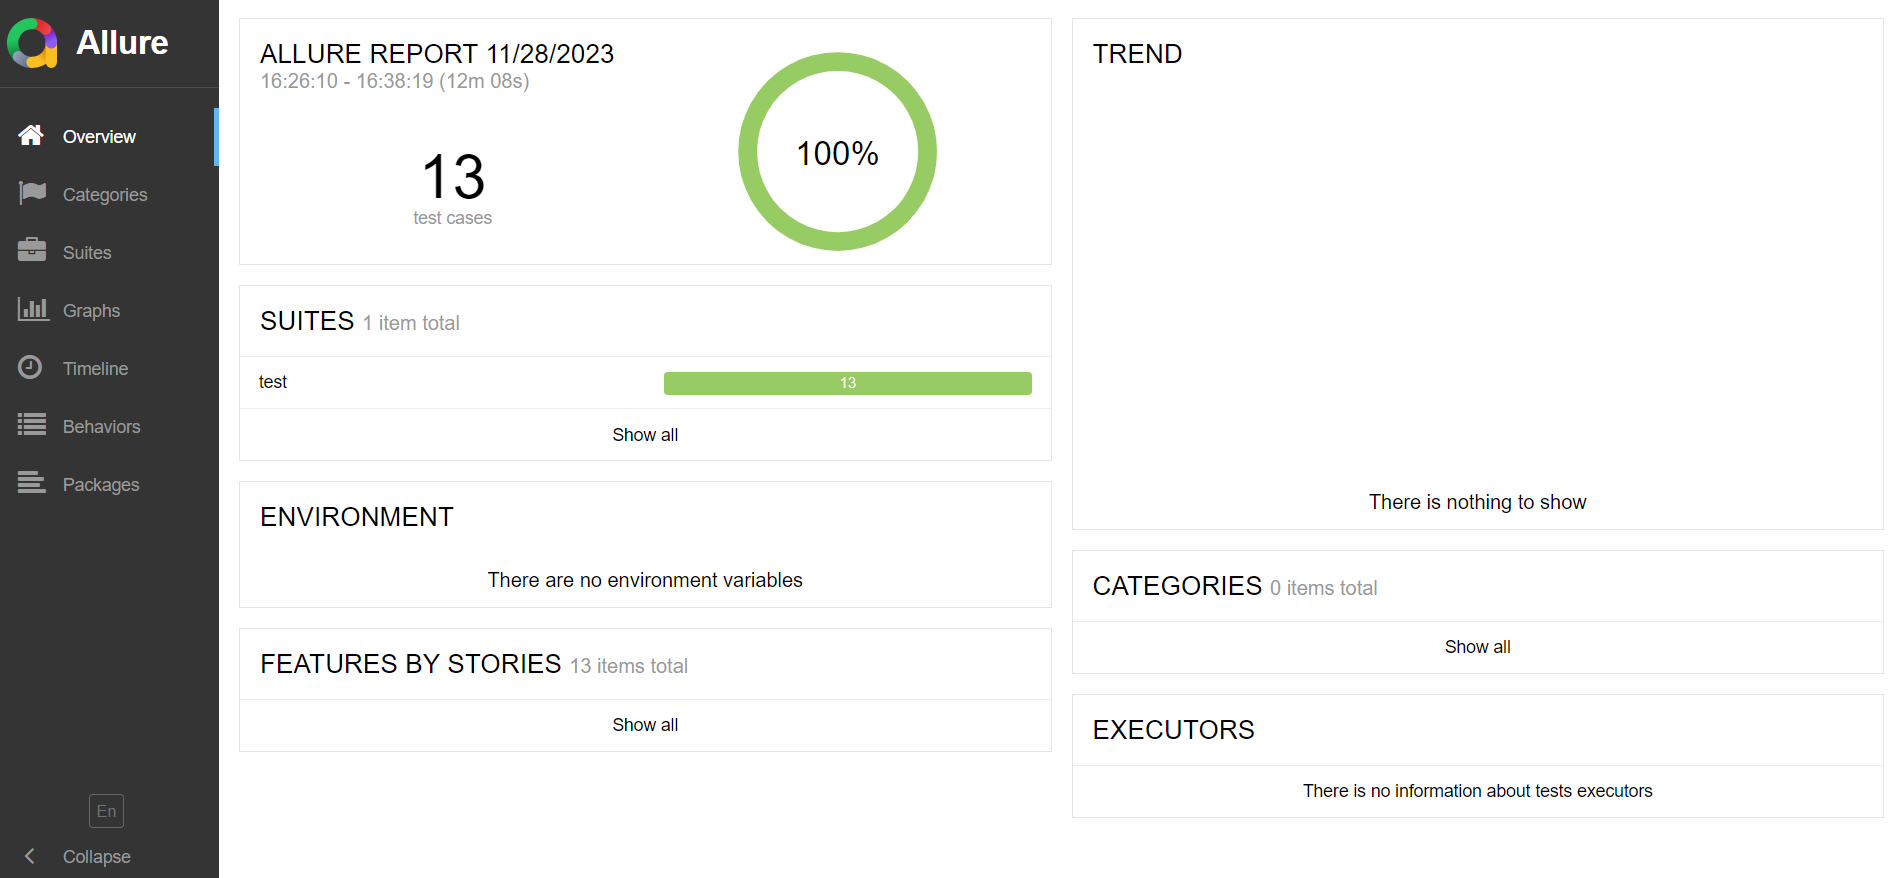 Allure
Overview
Categories
Suites
Graphs
Timeline
Behaviors
Packages
En
Collapse
ALLURE REPORT 11/28/2023
16:26:10 - 16:38:19 (12m 08s)
13
test cases
100%
SUITES 1 item total
test 13
Show all
ENVIRONMENT
There are no environment variables
FEATURES BY STORIES 13 items total
Show all
TREND
There is nothing to show
CATEGORIES 0 items total
Show all
EXECUTORS
There is no information about tests executors